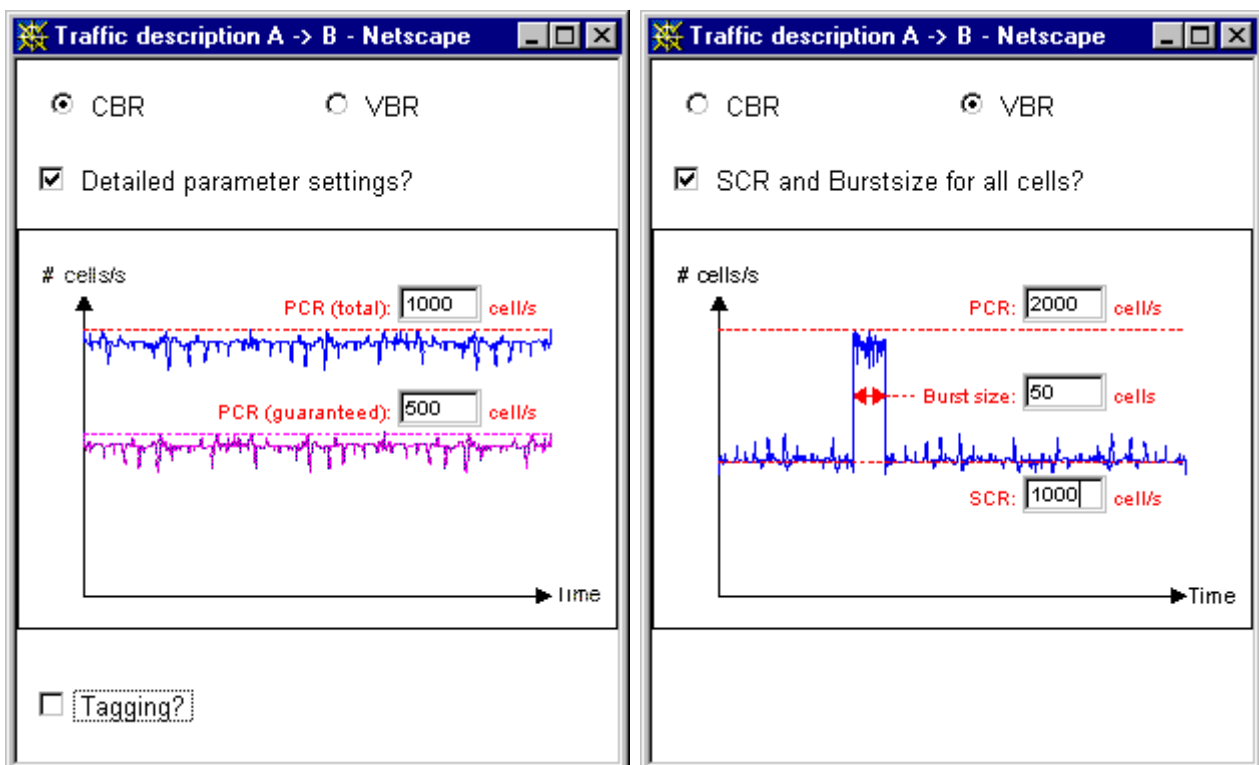 Traffic description A -> B - Netscape
CBR
VBR
Detailed parameter settings?
# cells/s
PCR (total): 1000 cell/s
PCR (guaranteed): 500 cell/s
Time
Tagging?
Traffic description A -> B - Netscape
CBR
VBR
SCR and Burstsize for all cells?
# cells/s
PCR: 2000 cell/s
Burst size: 50 cells
SCR: 1000 cell/s
Time